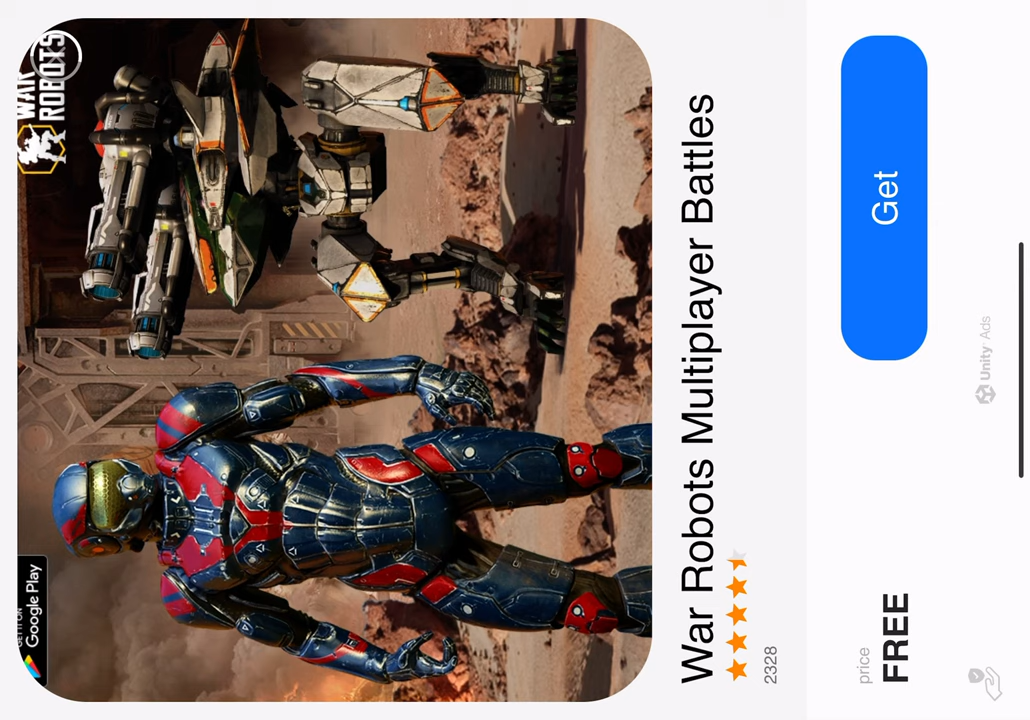 WAR
ROBOTS
GET IT ON
Google Play
War Robots Multiplayer Battles
2328
price
FREE
Get
Unity Ads